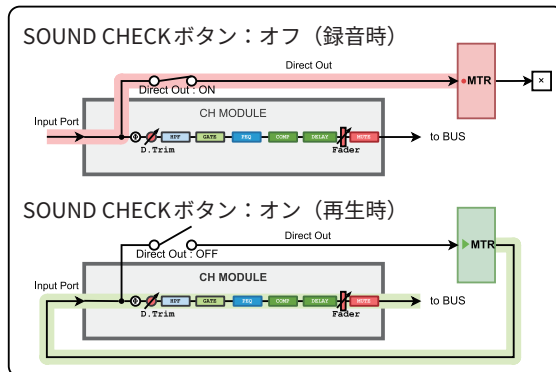 SOUND CHECKボタン：オフ（録音時）
Direct Out
MTR
×
Direct Out : ON
CH MODULE
Input Port
Φ HPF GATE PEQ COMP DELAY MUTE
to BUS
D.Trim Fader
SOUND CHECKボタン：オン（再生時）
Direct Out
MTR
Direct Out : OFF
Input Port
CH MODULE
Φ HPF GATE PEQ COMP DELAY MUTE
to BUS
D.Trim Fader